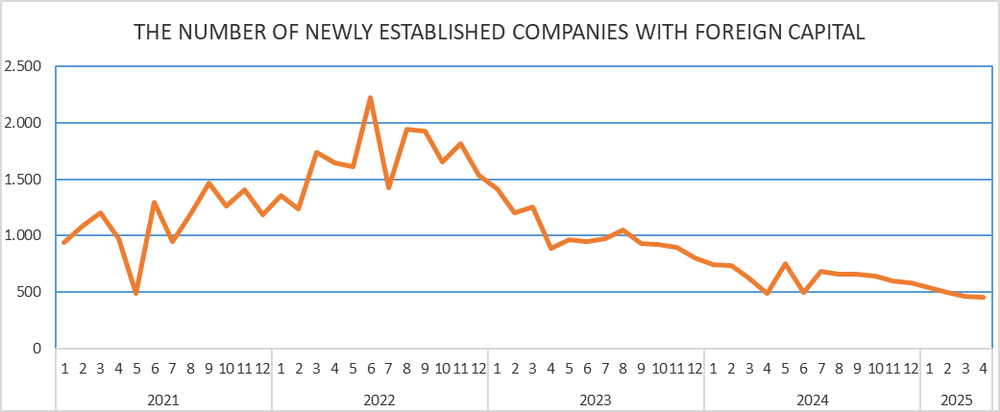 THE NUMBER OF NEWLY ESTABLISHED COMPANIES WITH FOREIGN CAPITAL
2.500
2.000
1.500
1.000
500
0
1 2 3 4 5 6 7 8 9 10 11 12 1 2 3 4 5 6 7 8 9 10 11 12 1 2 3 4 5 6 7 8 9 10 11 12 1 2 3 4 5 6 7 8 9 10 11 12 1 2 3 4
2021 2022 2023 2024 2025